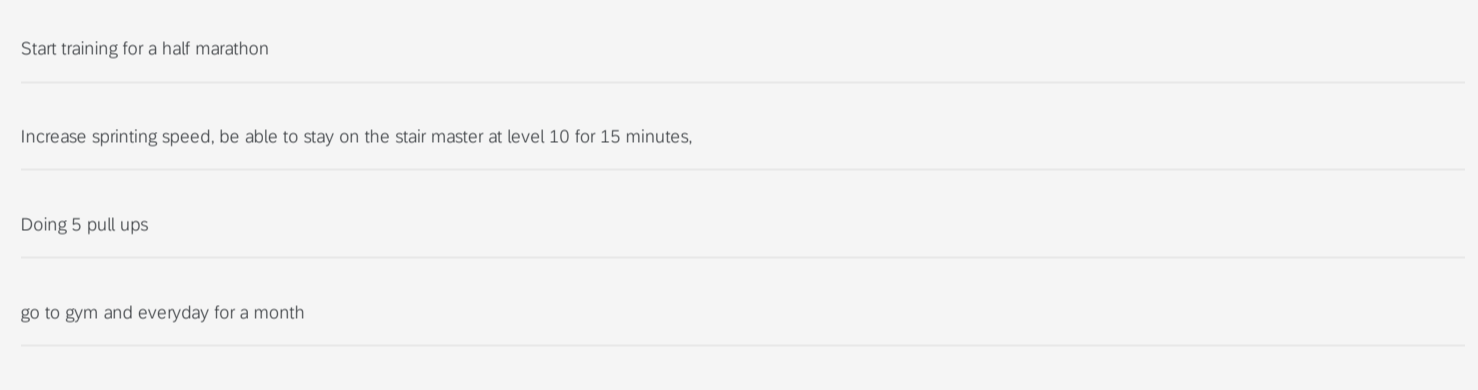 Start training for a half marathon
Increase sprinting speed, be able to stay on the stair master at level 10 for 15 minutes,
Doing 5 pull ups
go to gym and everyday for a month